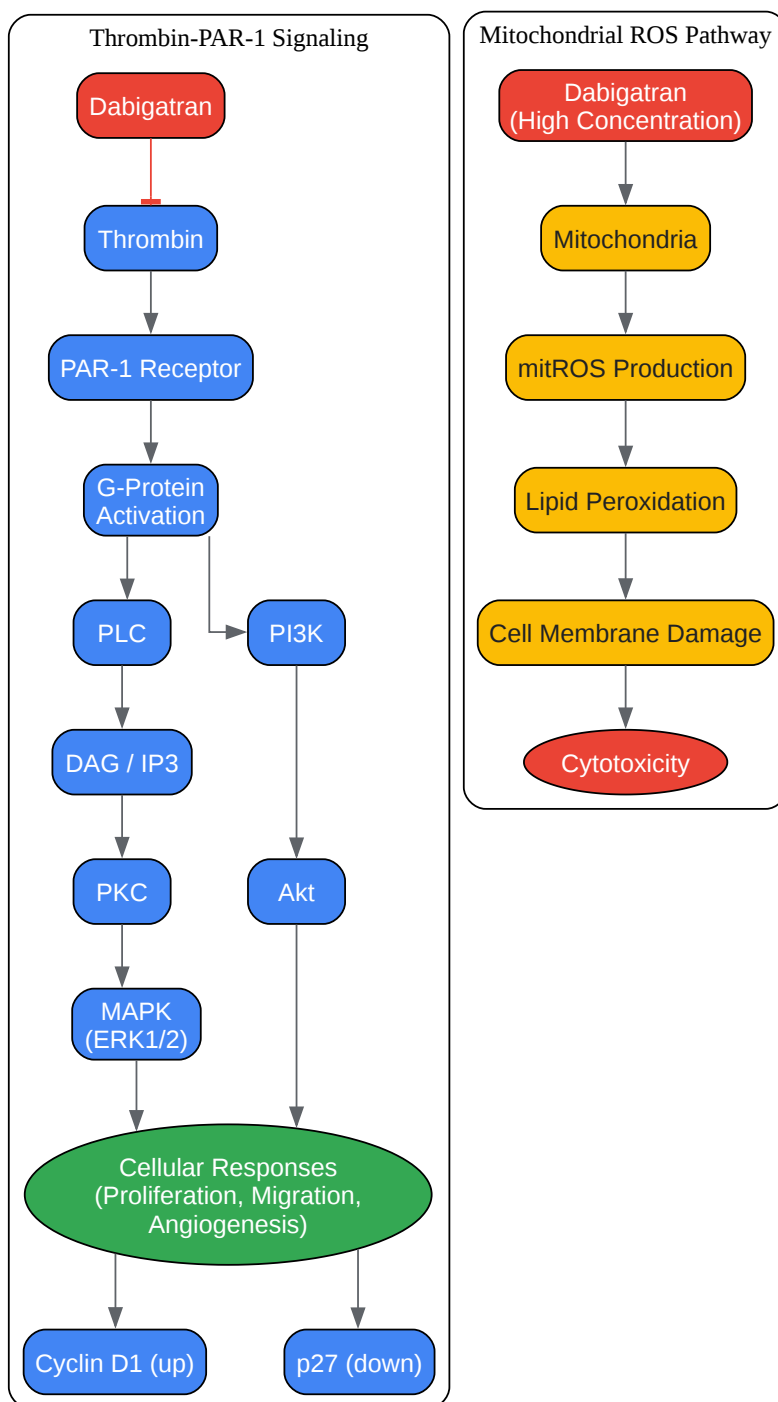 Thrombin-PAR-1 Signaling
Dabigatran
Thrombin
PAR-1 Receptor
G-Protein
Activation
PLC
PI3K
DAG / IP3
PKC
Akt
MAPK
(ERK1/2)
Cellular Responses
(Proliferation, Migration,
Angiogenesis)
Cyclin D1 (up)
p27 (down)
Mitochondrial ROS Pathway
Dabigatran
(High Concentration)
Mitochondria
mitROS Production
Lipid Peroxidation
Cell Membrane Damage
Cytotoxicity